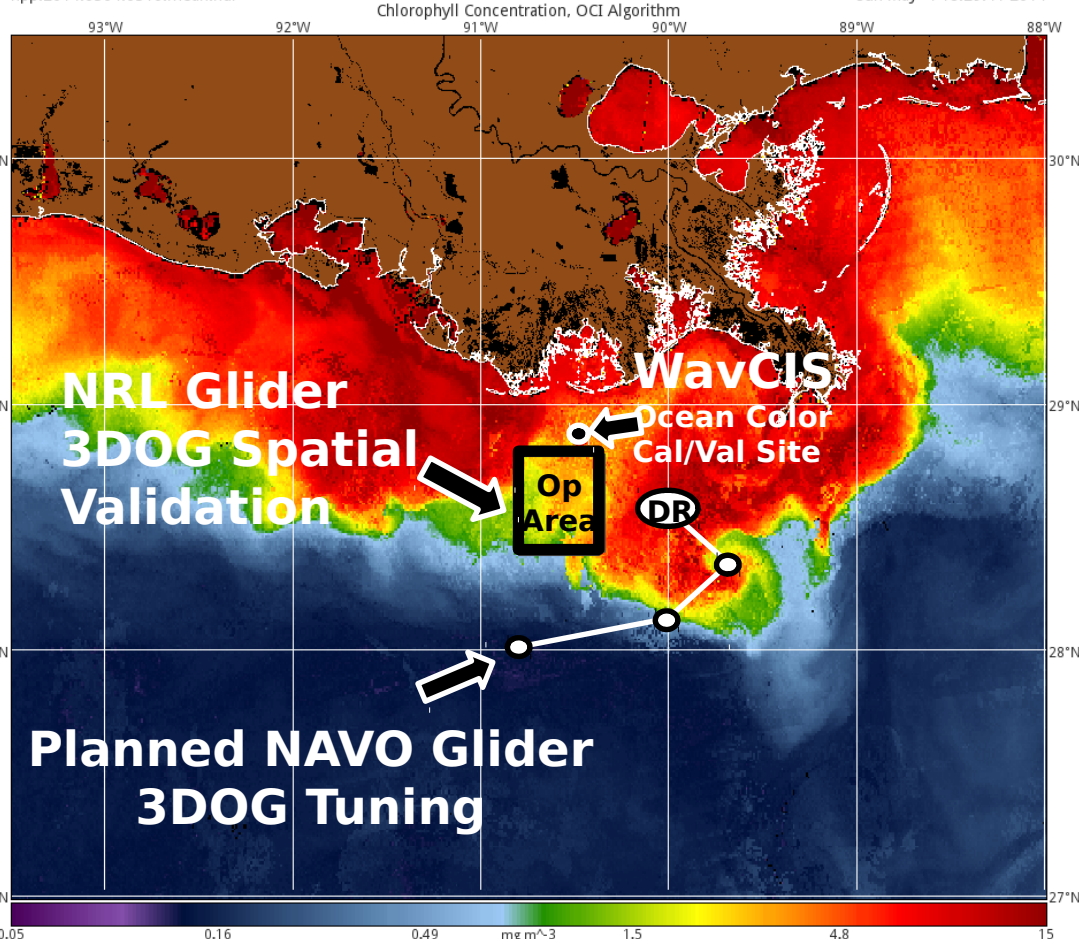 Chlorophyll Concentration, OCI Algorithm
93°W 92°W 91°W 90°W 89°W 88°W
30°N
WavCIS
NRL Glider
29°N
Ocean Color
3DOG Spatial
Cal/Val Site
Op
Validation
DR
Area
28°N
Planned NAVO Glider
3DOG Tuning
27°N
0.05 0.16 0.49 mg m^-3 1.5 4.8 15